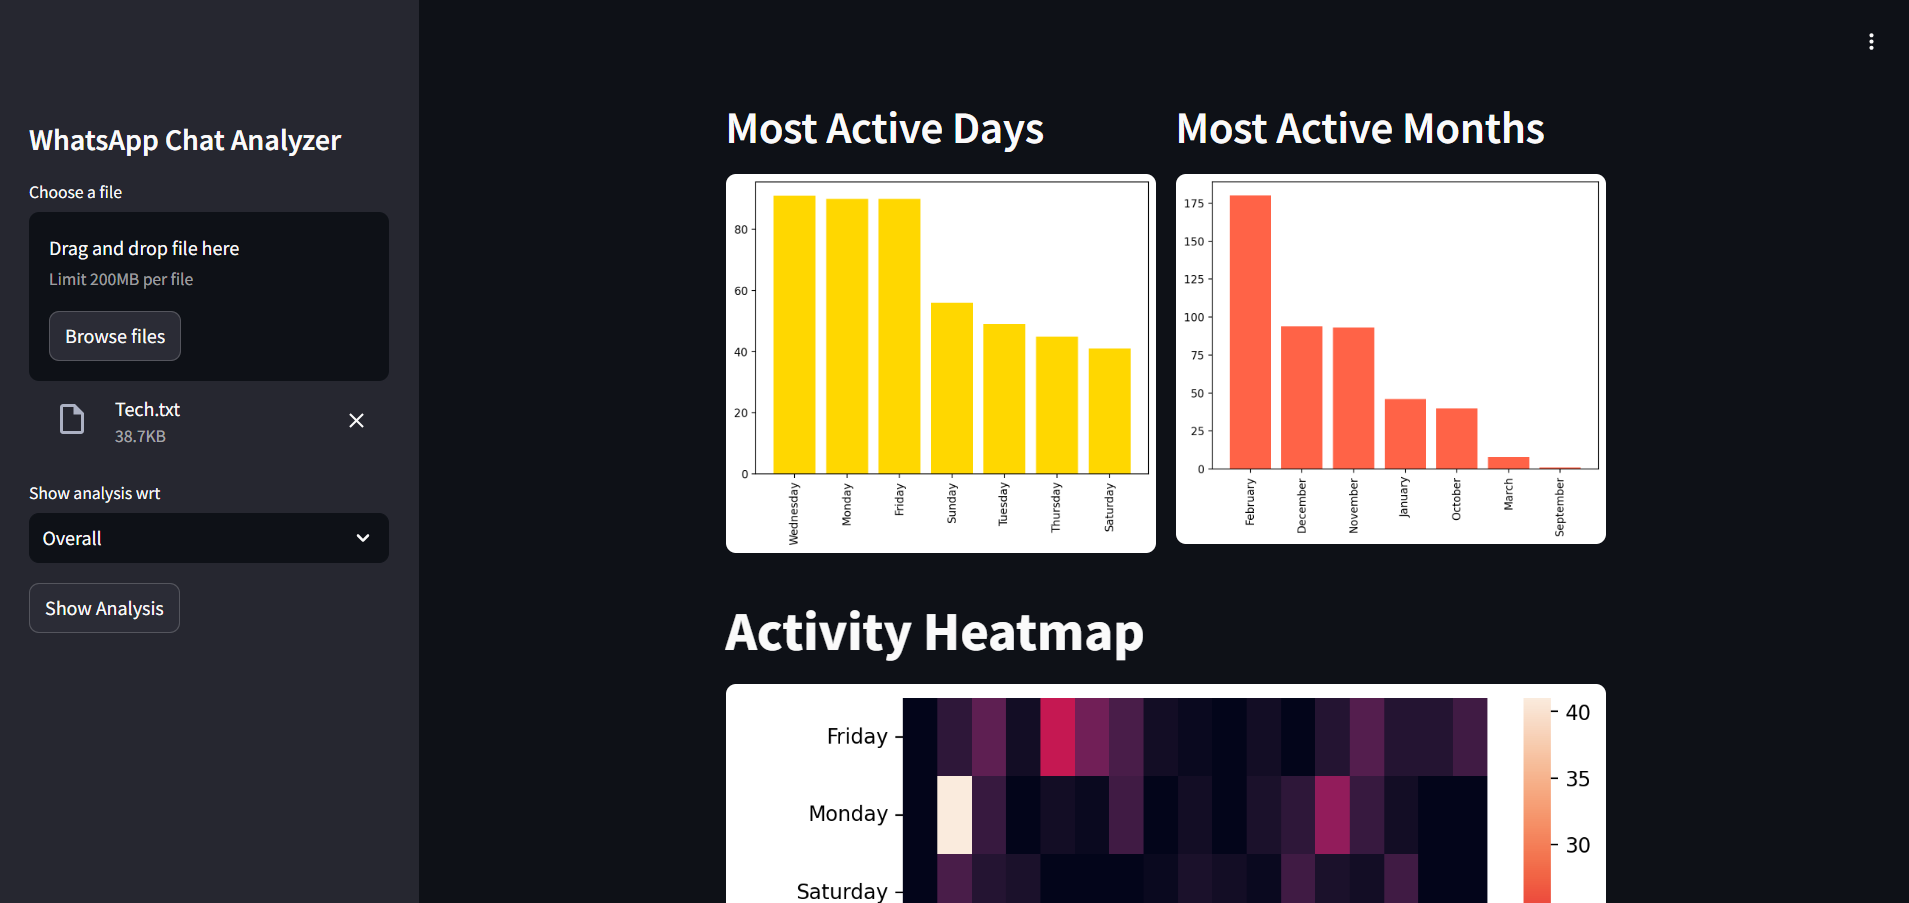 WhatsApp Chat Analyzer
Choose a file
Drag and drop file here
Limit 200MB per file
Browse files
Tech.txt
38.7KB
Show analysis wrt
Overall
Show Analysis
Most Active Days
80
60
40
20
0
Wednesday
Monday
Friday
Sunday
Tuesday
Thursday
Saturday
Most Active Months
175
150
125
100
75
50
25
0
February
December
November
January
October
March
September
Activity Heatmap
Friday
Monday
Saturday
40
35
30